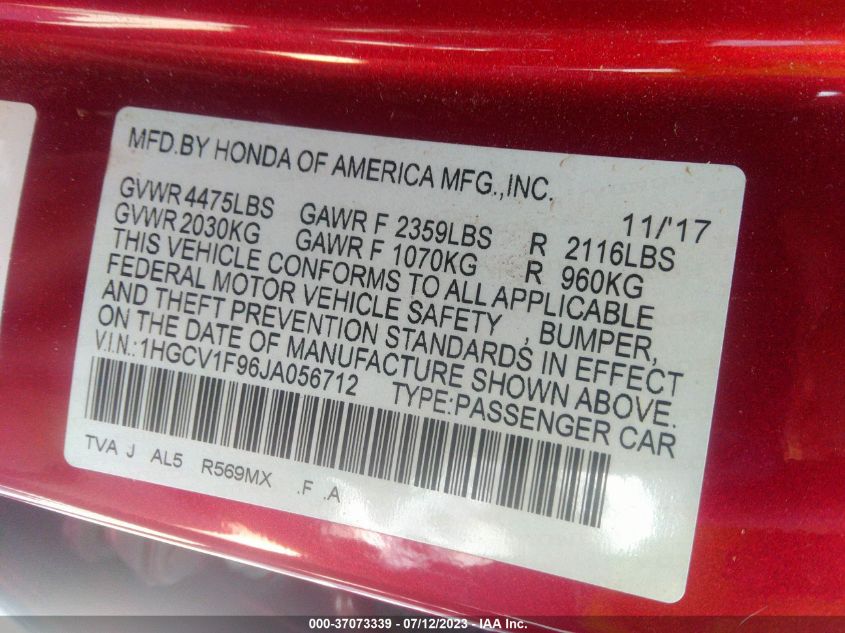 MFD.BY HONDA OF AMERICA MFG.,INC.
11/'17
GVWR 4475LBS GAWR F 2359LBS R 2116LBS
GVWR 2030KG GAWR F 1070KG R 960KG
THIS VEHICLE CONFORMS TO ALL APPLICABLE
FEDERAL MOTOR VEHICLE SAFETY , BUMPER,
AND THEFT PREVENTION STANDARDS IN EFFECT
ON THE DATE OF MANUFACTURE SHOWN ABOVE.
V.I.N.:1HGCV1F96JA056712 TYPE:PASSENGER CAR
TVA J AL5 R569MX .F .A
000-37073339 - 07/12/2023 - IAA, Inc.